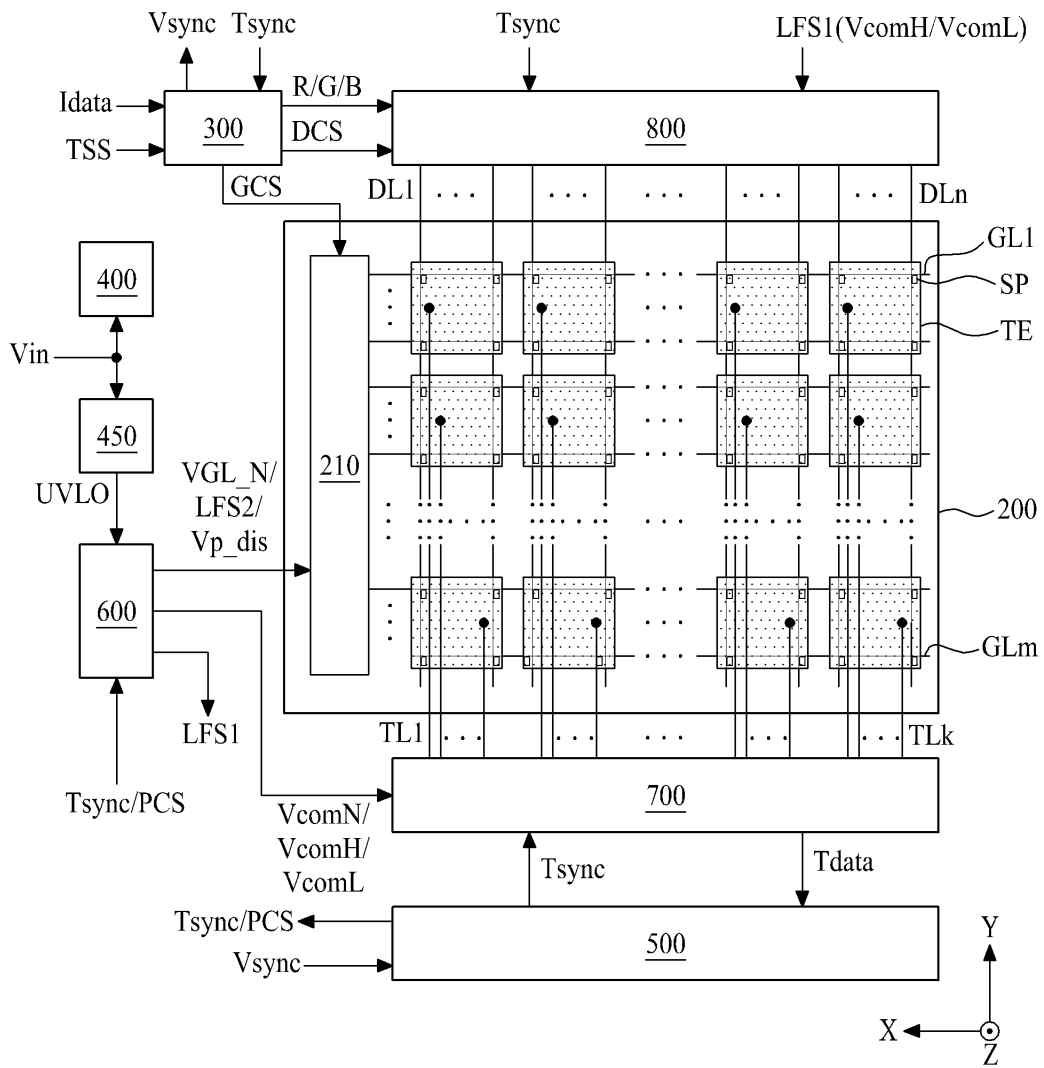 Vsync
Tsync
Tsync
LFS1(VcomH/VcomL)
Idata
TSS
300
R/G/B
DCS
800
GCS
DL1
DLn
400
Vin
450
UVLO
210
GL1
SP
TE
VGL_N/
LFS2/
Vp_dis
200
600
GLm
LFS1
TL1
TLk
Tsync/PCS
VcomN/
VcomH/
VcomL
700
Tsync
Tdata
Tsync/PCS
Vsync
500
Y
X
Z